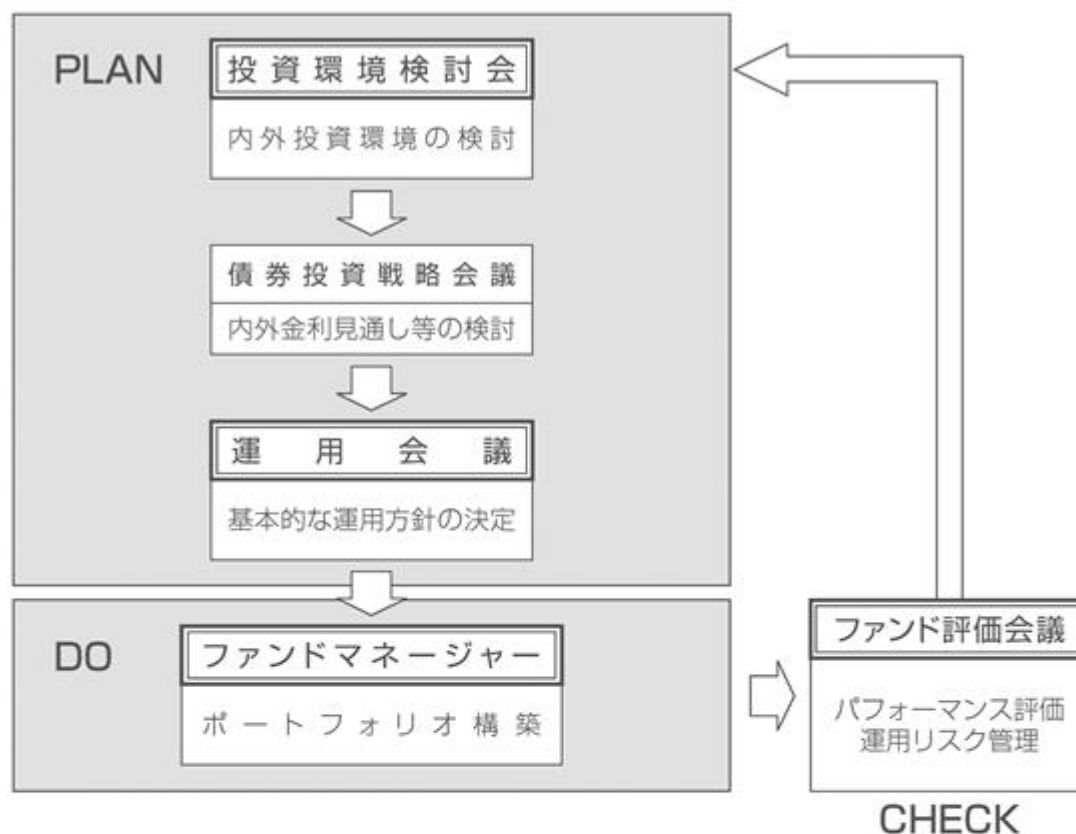 PLAN
投資環境検討会
内外投資環境の検討
債券投資戦略会議
内外金利見通し等の検討
運用会議
基本的な運用方針の決定
DO
ファンドマネージャー
ポートフォリオ構築
ファンド評価会議
パフォーマンス評価
運用リスク管理
CHECK